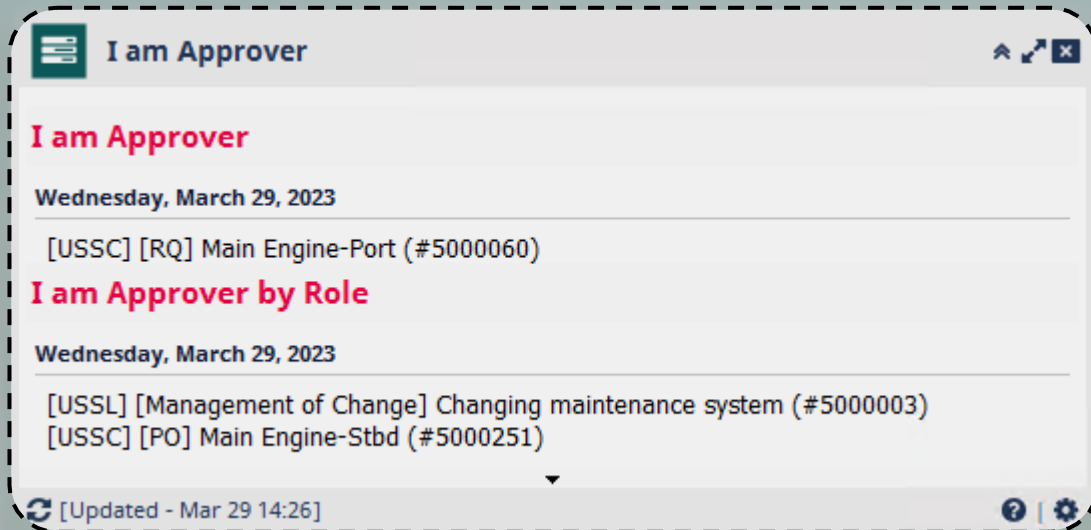 I am Approver
I am Approver
Wednesday, March 29, 2023
[USSC] [RQ] Main Engine-Port (#5000060)
I am Approver by Role
Wednesday, March 29, 2023
[USSL] [Management of Change] Changing maintenance system (#5000003)
[USSC] [PO] Main Engine-Stbd (#5000251)
[Updated - Mar 29 14:26]